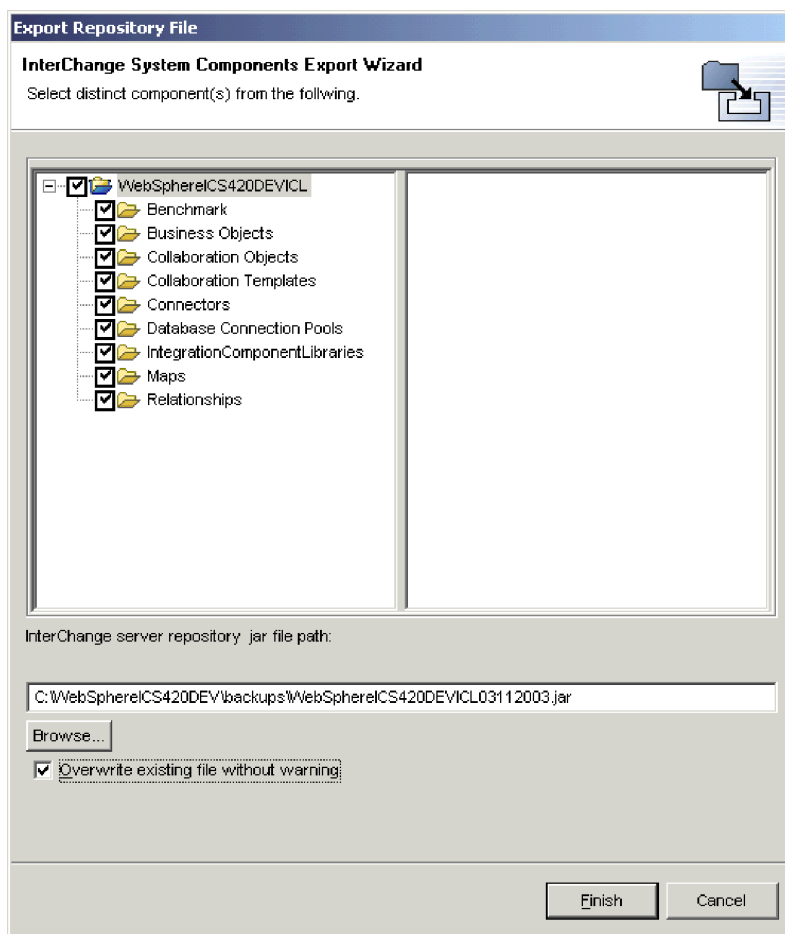 Export Repository File
InterChange System Components Export Wizard
Select distinct component(s) from the follwing.
WebSphereICS420DEVICL
Benchmark
Business Objects
Collaboration Objects
Collaboration Templates
Connectors
Database Connection Pools
IntegrationComponentLibraries
Maps
Relationships
InterChange server repository jar file path:
C:\WebSphereICS420DEV\backups\WebSphereICS420DEVICL03112003.jar
Browse...
Overwrite existing file without warning
Finish
Cancel